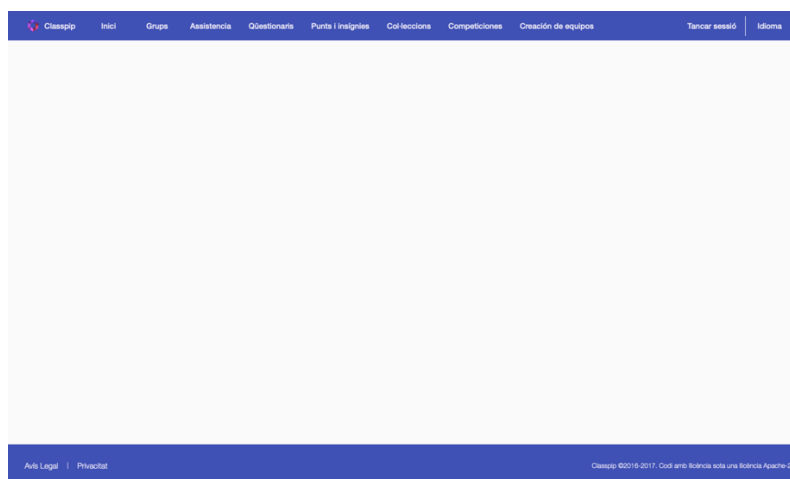 Classpip Inici Grups Assistencia Qüestionaris Punts i insígnies Col·leccions Competiciones Creación de equipos Tancar sessió Idioma
Avís Legal | Privacitat Classpip ©2016-2017. Codi amb llicència sota una llicència Apache-2